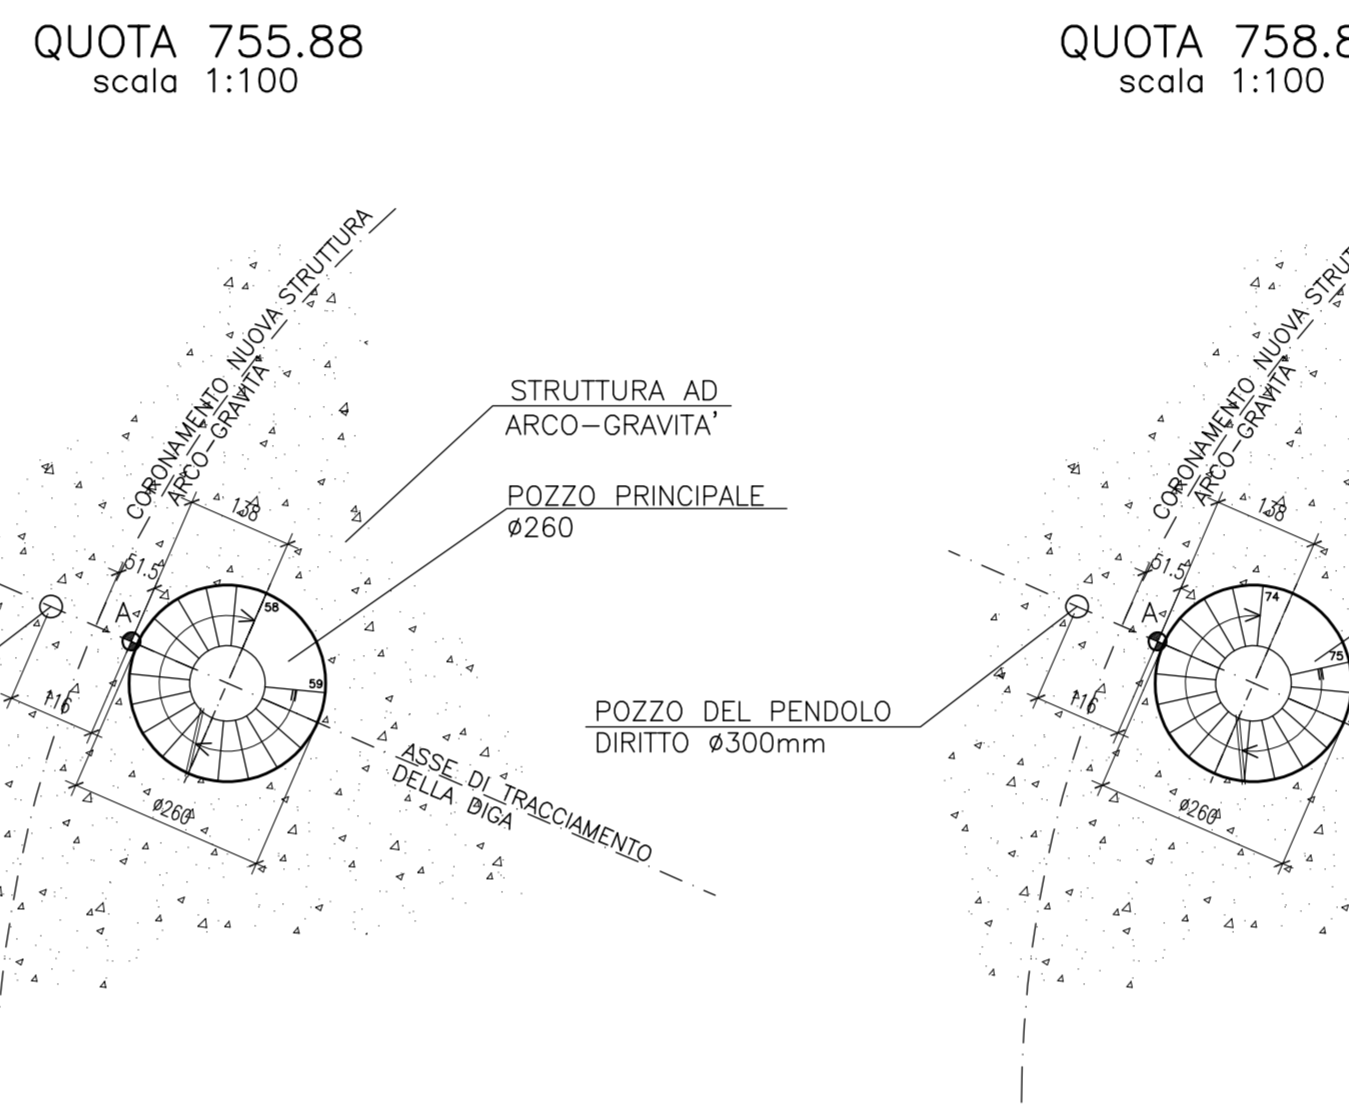 QUOTA 755.88
scala 1:100
CORONAMENTO NUOVA STRUTTURA
ARCO-GRAVITA'
138
51.5
A
58
59
116
ø260
STRUTTURA AD
ARCO-GRAVITA'
POZZO PRINCIPALE
ø260
ASSE DI TRACCIAMENTO
DELLA DIGA
QUOTA 758.8
scala 1:100
CORONAMENTO NUOVA STRUT
ARCO-GRAVITA'
138
51.5
A
74
75
116
ø260
POZZO DEL PENDOLO
DIRITTO ø300mm